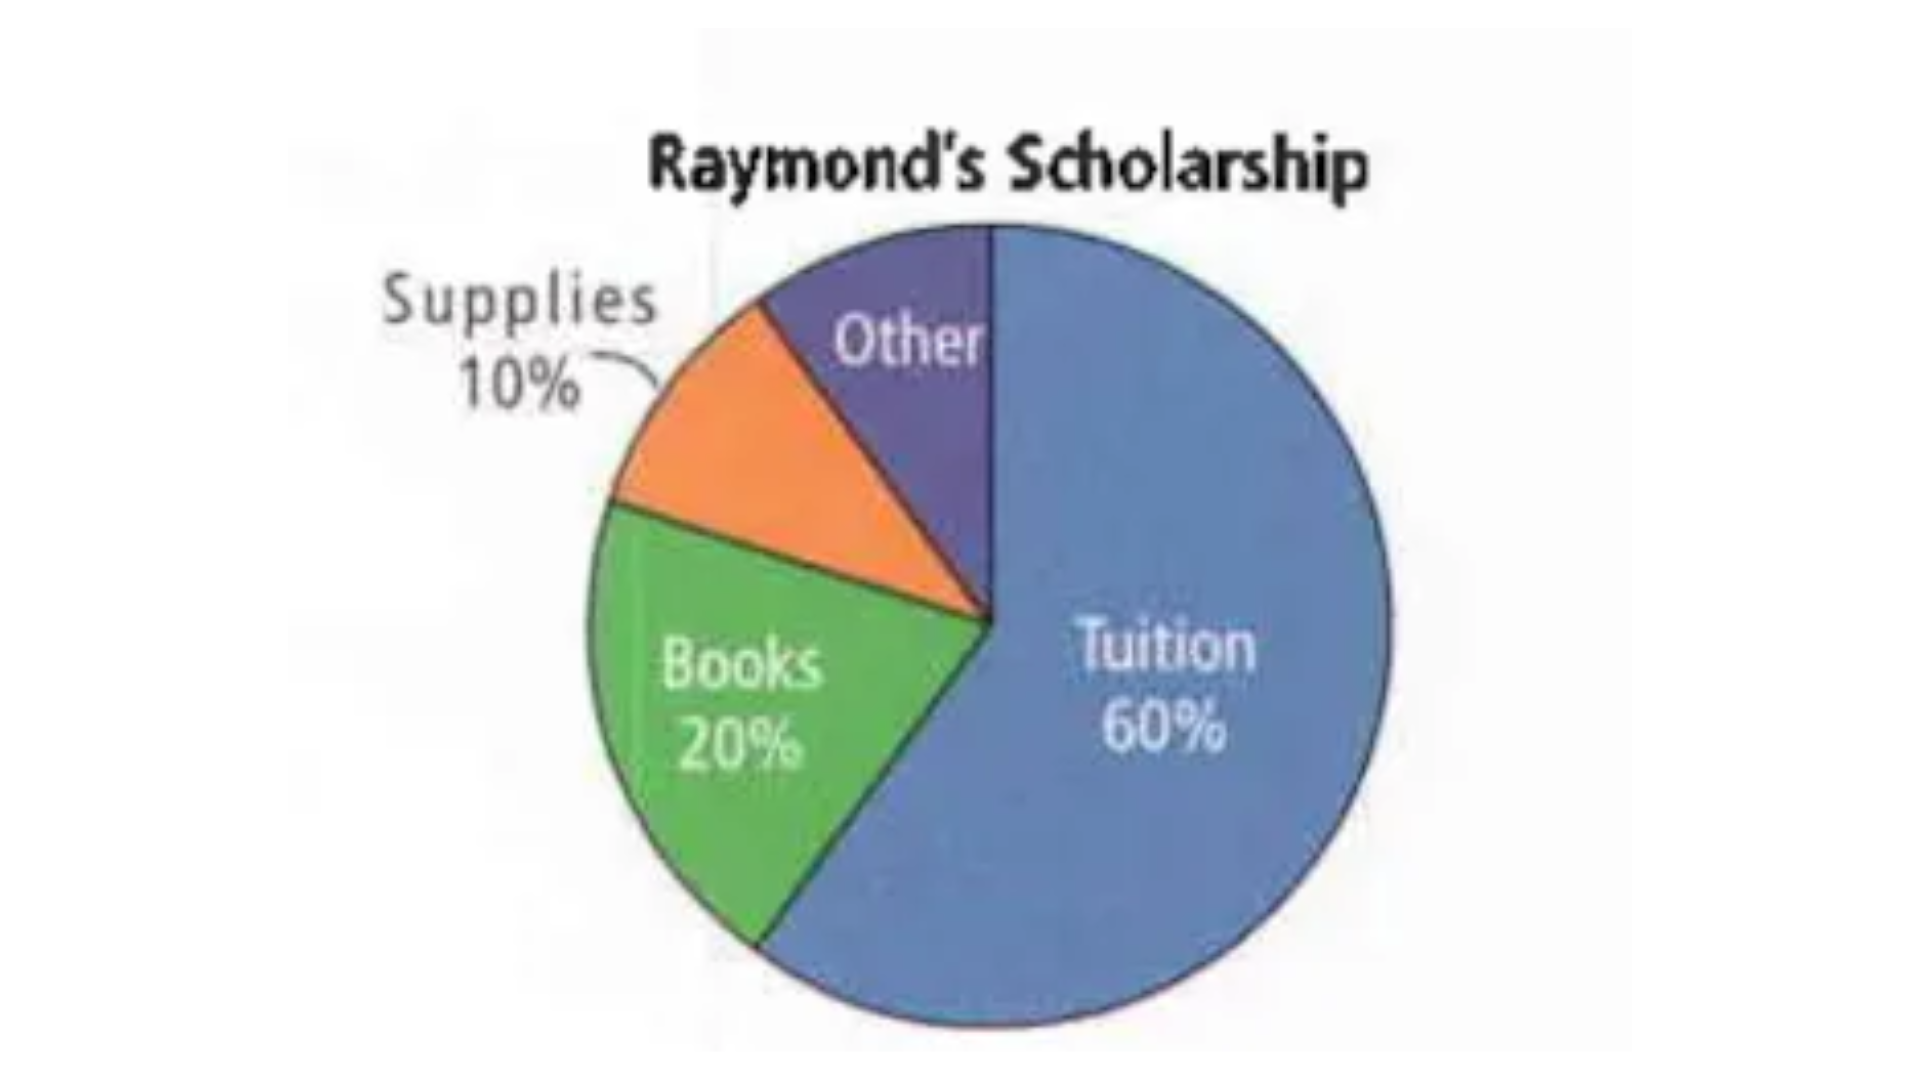 Raymond's Scholarship
Supplies
10%
Other
Books
20%
Tuition
60%